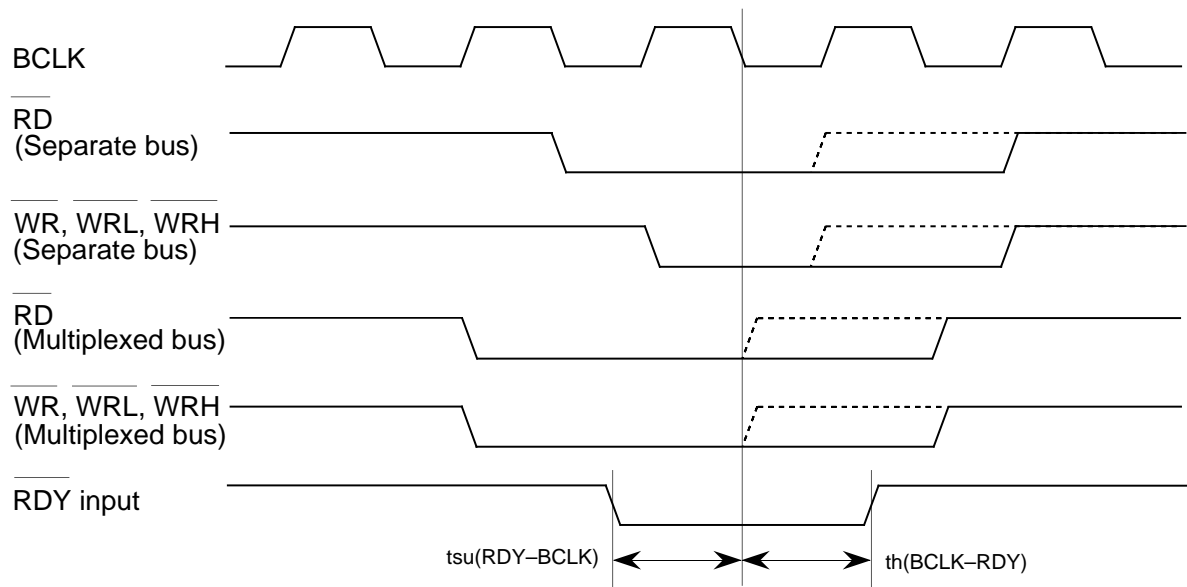 BCLK
RD
(Separate bus)
WR, WRL, WRH
(Separate bus)
RD
(Multiplexed bus)
WR, WRL, WRH
(Multiplexed bus)
RDY input
tsu(RDY–BCLK)
th(BCLK–RDY)